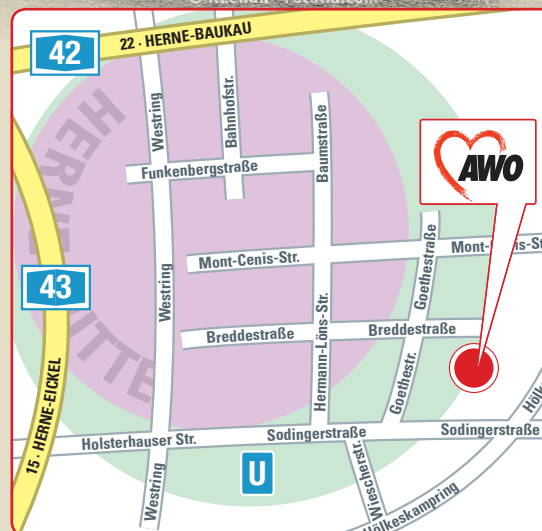 42
22 · HERNE-BAUKAU
Westring
Bahnhofstr.
Baumstraße
Funkenbergstraße
AWO
HERNE
MITTE
Mont-Cenis-Str.
Goethestraße
43
Westring
Breddestraße
Hermann-Löns-Str.
Breddestraße
Goethestr.
15 · HERNE-EICKEL
Holsterhauser Str.
Sodingerstraße
Sodingerstraße
U
Westring
Wiescherstr.
Hölkeskampring